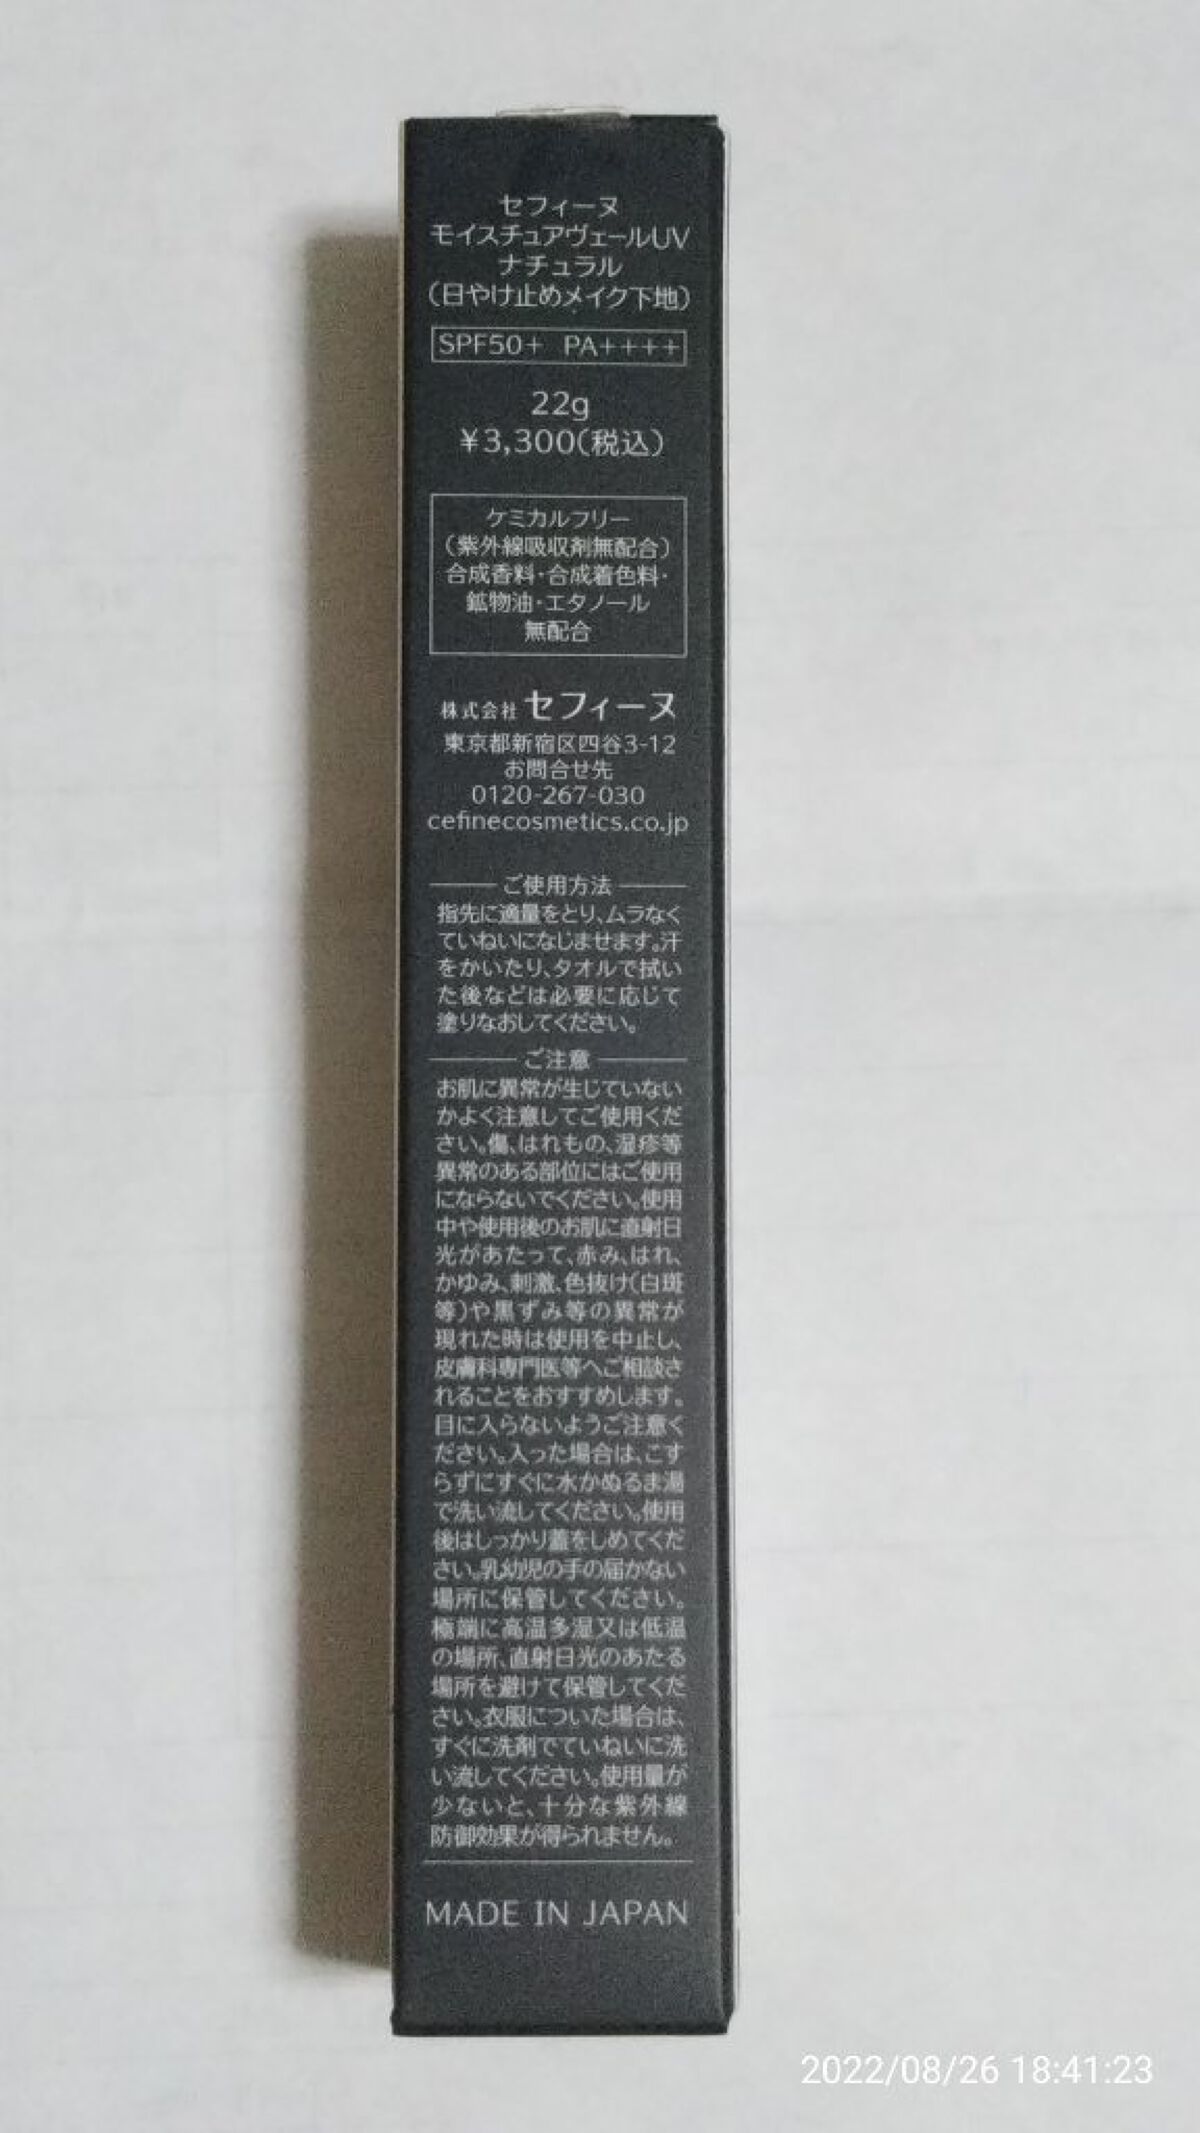 セフィーヌ
モイスチュアヴェールUV
ナチュラル
(日やけ止めメイク下地)
SPF50+ PA++++
22g
¥3,300(税込)
ケミカルフリー
(紫外線吸収剤無配合)
合成香料・合成着色料・
鉱物油・エタノール
無配合
株式会社 セフィーヌ
東京都新宿区四谷3-12
お問合せ先
0120-267-030
cefinecosmetics.co.jp
ご使用方法
指先に適量をとり、ムラなく
ていねいになじませます。汗
をかいたり、タオルで拭い
た後などは必要に応じて
塗りなおしてください。
ご注意
お肌に異常が生じていない
かよく注意してご使用くだ
さい。傷、はれもの、湿疹等
異常のある部位にはご使用
にならないでください。使用
中や使用後のお肌に直射日
光があたって、赤み、はれ、
かゆみ、刺激、色抜け(白斑
等)や黒ずみ等の異常が
現れた時は使用を中止し、
皮膚科専門医等へご相談さ
れることをおすすめします。
目に入らないようご注意く
ださい。入った場合は、こす
らずにすぐに水かぬるま湯
で洗い流してください。使用
後はしっかり蓋をしめてくだ
さい。乳幼児の手の届かない
場所に保管してください。
極端に高温多湿又は低温
の場所、直射日光のあたる
場所を避けて保管してくだ
さい。衣服についた場合は、
すぐに洗剤でていねいに洗
い流してください。使用量が
少ないと、十分な紫外線
防御効果が得られません。
MADE IN JAPAN
2022/08/26 18:41:23